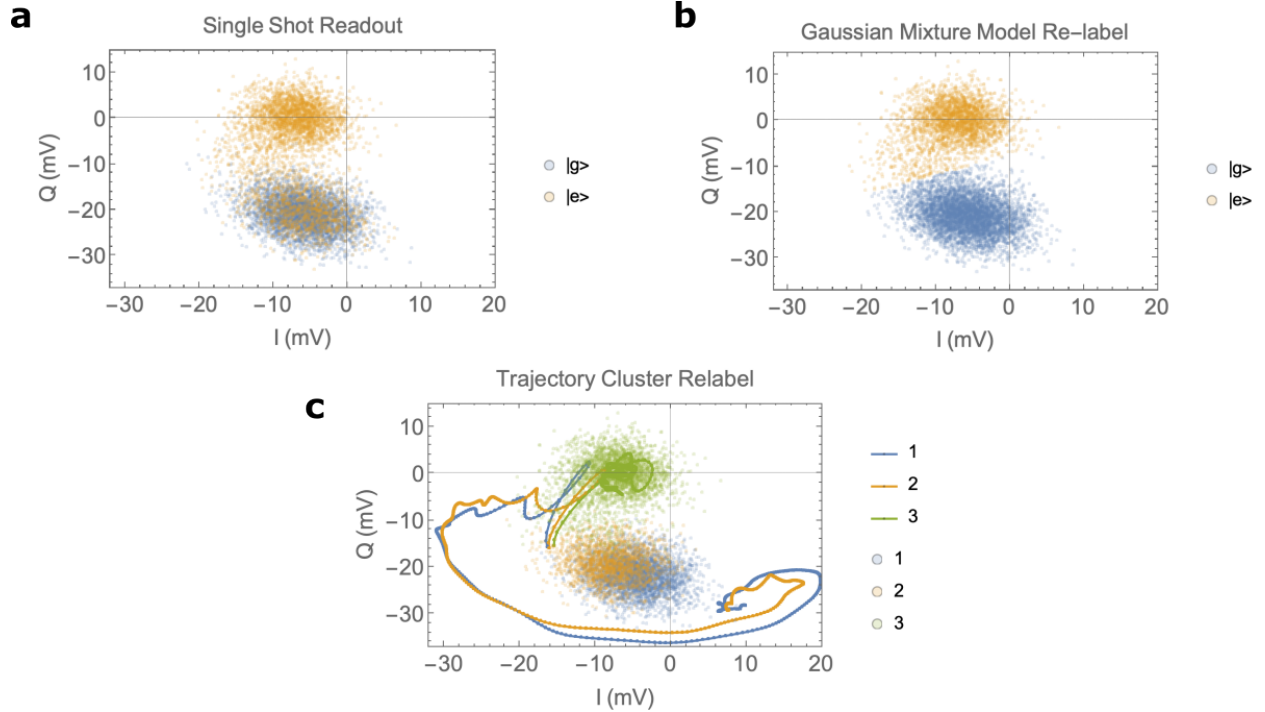 a
Single Shot Readout
10
0
−10
−20
−30
Q (mV)
−30
−20
−10
0
10
20
I (mV)
|g>
|e>
b
Gaussian Mixture Model Re−label
10
0
−10
−20
−30
Q (mV)
−30
−20
−10
0
10
20
I (mV)
|g>
|e>
c
Trajectory Cluster Relabel
10
0
−10
−20
−30
Q (mV)
−30
−20
−10
0
10
20
I (mV)
1
2
3
1
2
3